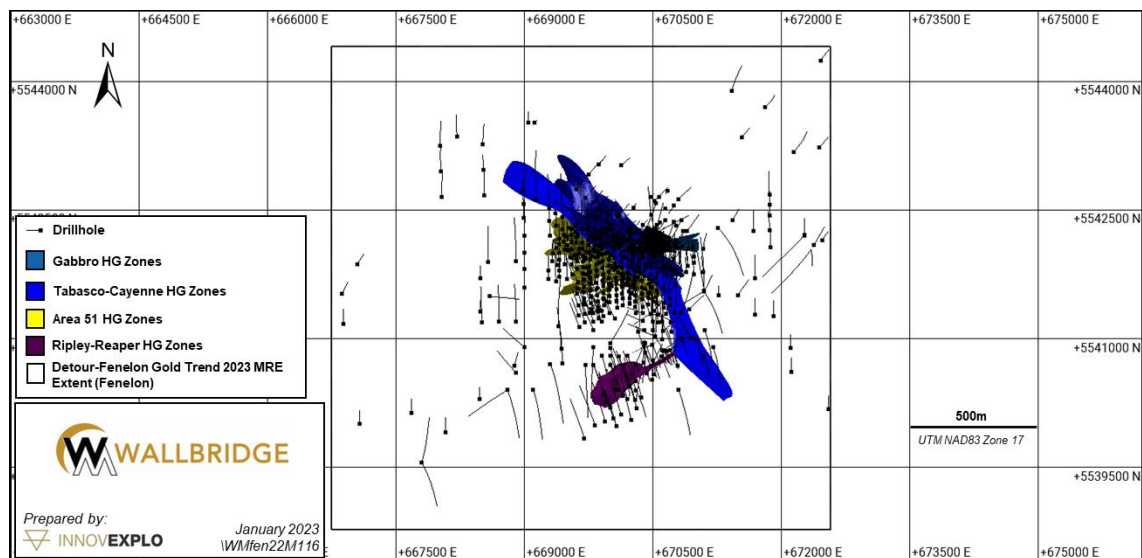 +663000 E +664500 E +666000 E +667500 E +669000 E +670500 E +672000 E +673500 E +675000 E
N
+5544000 N +5544000 N
+5542500 N
Drillhole
Gabbro HG Zones
Tabasco-Cayenne HG Zones
Area 51 HG Zones
Ripley-Reaper HG Zones
Detour-Fenelon Gold Trend 2023 MRE
Extent (Fenelon)
+5541000 N
500m
UTM NAD83 Zone 17
WALLBRIDGE
+5539500 N
Prepared by:
INNOVEXPLO
January 2023
\WMfen22M116
+667500 E +669000 E +670500 E +672000 E +673500 E +675000 E